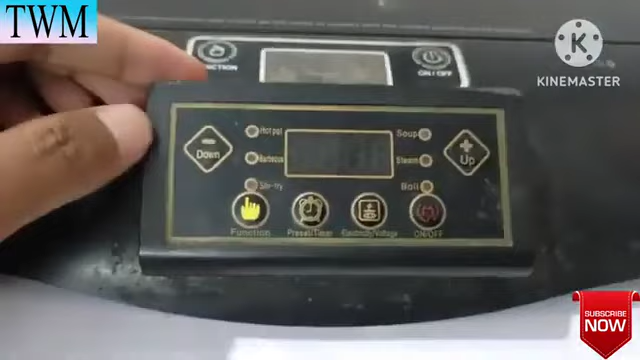 TWM
KINEMASTER
NCTION
ON/OFF
Hot pot
Soup
Down
Barbecue
Steam
Up
Stir-fry
Boil
Function
Preset/Timer
Electricity/Voltage
ON/OFF
SUBSCRIBE
NOW